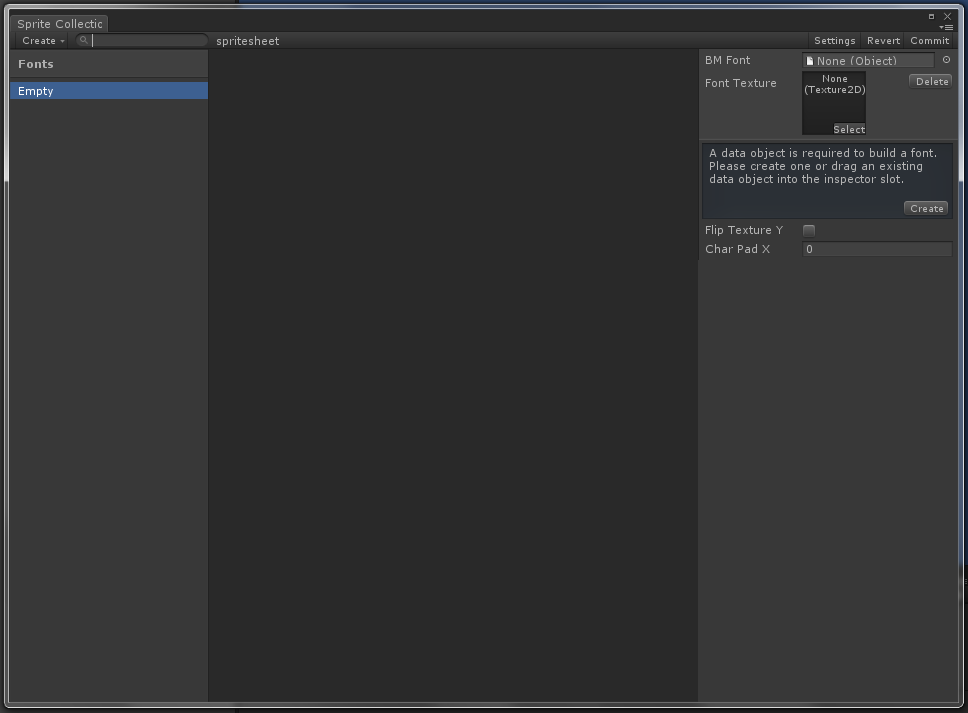 Sprite Collectic
Create
spritesheet
Settings
Revert
Commit
Fonts
Empty
BM Font
None (Object)
Font Texture
None
(Texture2D)
Select
Delete
A data object is required to build a font.
Please create one or drag an existing
data object into the inspector slot.
Create
Flip Texture Y
Char Pad X
0